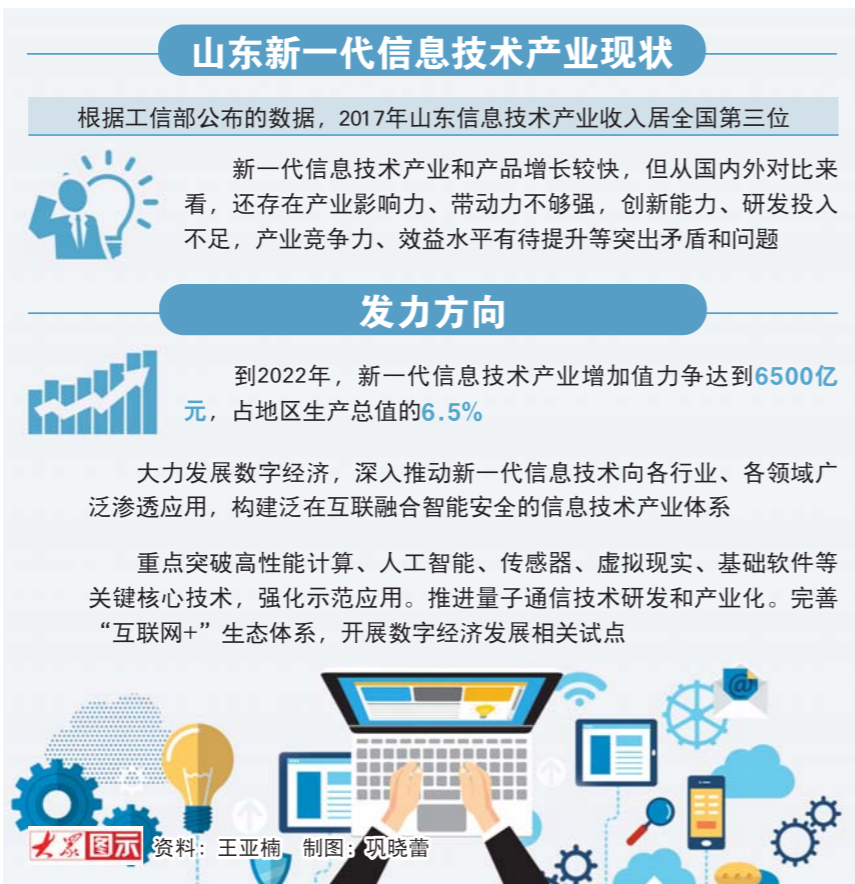 山东新一代信息技术产业现状
根据工信部公布的数据，2017年山东信息技术产业收入居全国第三位
新一代信息技术产业和产品增长较快，但从国内外对比来
看，还存在产业影响力、带动力不够强，创新能力、研发投入
不足，产业竞争力、效益水平有待提升等突出矛盾和问题
发力方向
到2022年，新一代信息技术产业增加值力争达到6500亿
元，占地区生产总值的6.5%
大力发展数字经济，深入推动新一代信息技术向各行业、各领域广
泛渗透应用，构建泛在互联融合智能安全的信息技术产业体系
重点突破高性能计算、人工智能、传感器、虚拟现实、基础软件等
关键核心技术，强化示范应用。推进量子通信技术研发和产业化。完善
“互联网+”生态体系，开展数字经济发展相关试点
@
大众图示 资料：王亚楠 制图：巩晓蕾